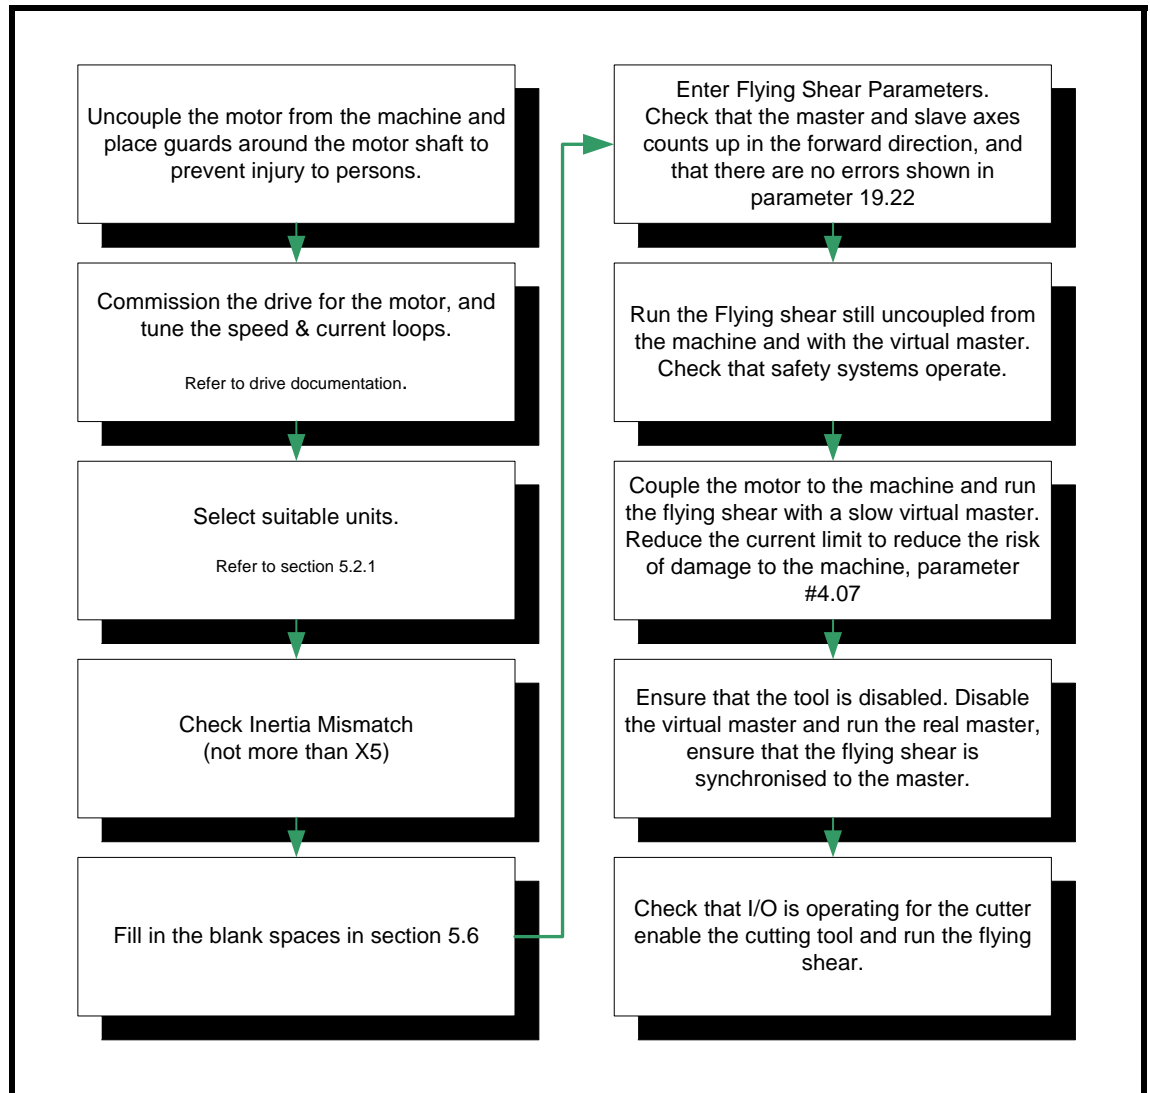 Uncouple the motor from the machine and
place guards around the motor shaft to
prevent injury to persons.
Commission the drive for the motor, and
tune the speed & current loops.
Refer to drive documentation.
Select suitable units.
Refer to section 5.2.1
Check Inertia Mismatch
(not more than X5)
Fill in the blank spaces in section 5.6
Enter Flying Shear Parameters.
Check that the master and slave axes
counts up in the forward direction, and
that there are no errors shown in
parameter 19.22
Run the Flying shear still uncoupled from
the machine and with the virtual master.
Check that safety systems operate.
Couple the motor to the machine and run
the flying shear with a slow virtual master.
Reduce the current limit to reduce the risk
of damage to the machine, parameter
#4.07
Ensure that the tool is disabled. Disable
the virtual master and run the real master,
ensure that the flying shear is
synchronised to the master.
Check that I/O is operating for the cutter
enable the cutting tool and run the flying
shear.